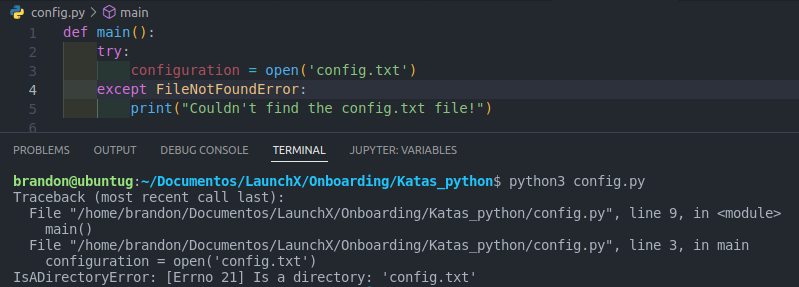 config.py > main
1 def main():
2 try:
3 configuration = open('config.txt')
4 except FileNotFoundError:
5 print("Couldn't find the config.txt file!")
6
PROBLEMS OUTPUT DEBUG CONSOLE TERMINAL JUPYTER: VARIABLES
brandon@ubuntug:~/Documentos/LaunchX/Onboarding/Katas_python$ python3 config.py
Traceback (most recent call last):
File "/home/brandon/Documentos/LaunchX/Onboarding/Katas_python/config.py", line 9, in <module>
main()
File "/home/brandon/Documentos/LaunchX/Onboarding/Katas_python/config.py", line 3, in main
configuration = open('config.txt')
IsADirectoryError: [Errno 21] Is a directory: 'config.txt'